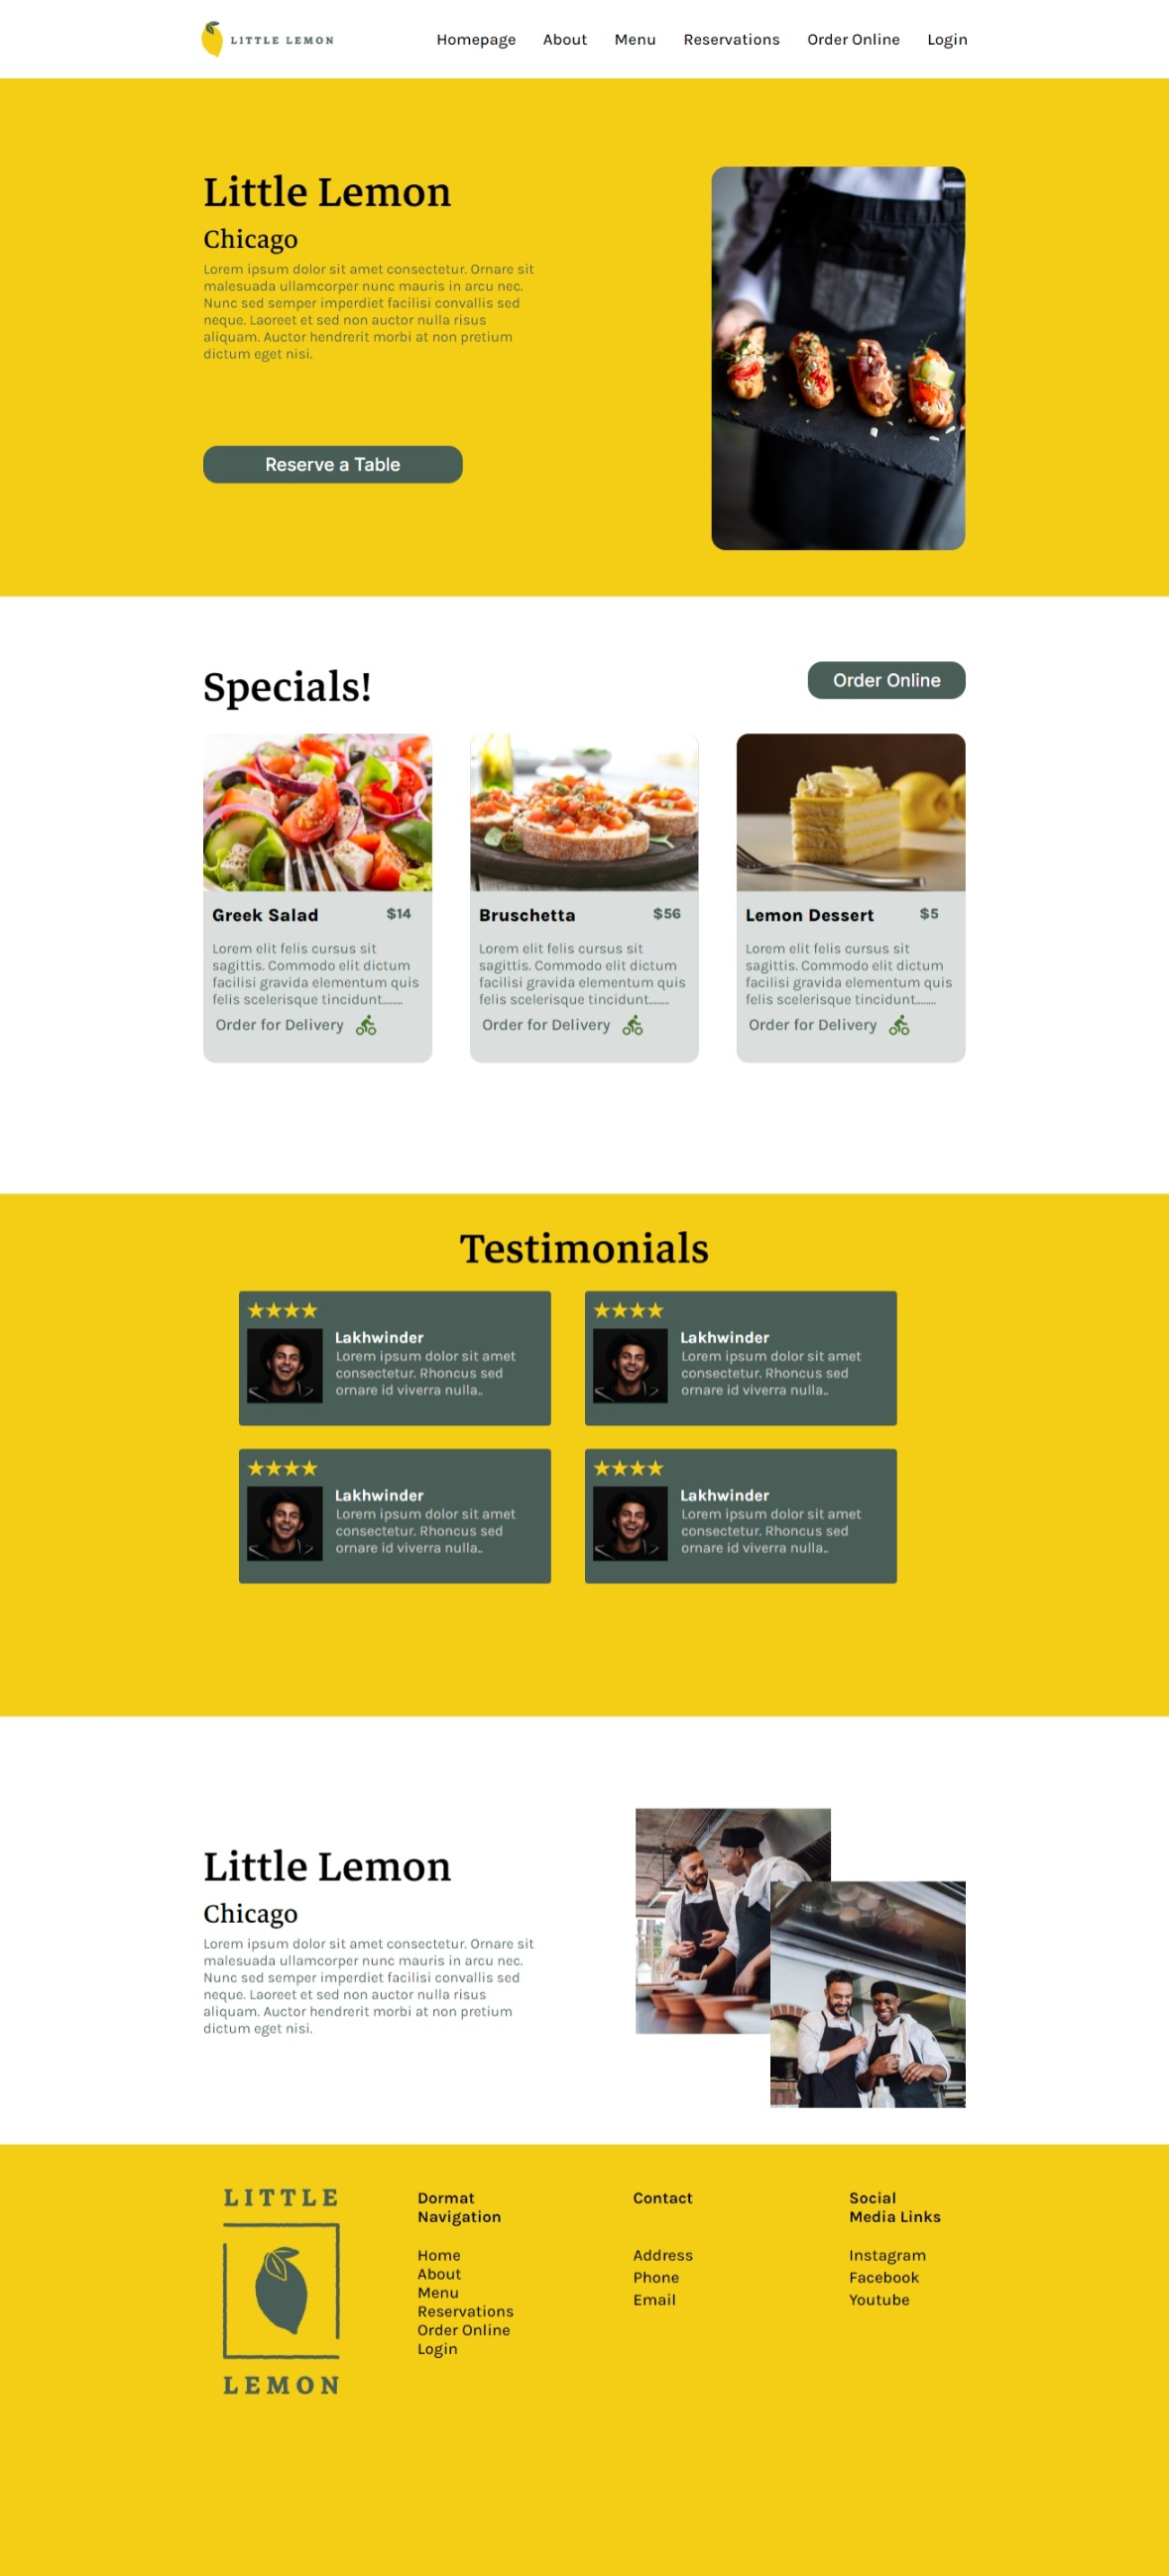 LITTLE LEMON
Homepage About Menu Reservations Order Online Login
Little Lemon
Chicago
Lorem ipsum dolor sit amet consectetur. Ornare sit
malesuada ullamcorper nunc mauris in arcu nec.
Nunc sed semper imperdiet facilisi convallis sed
neque. Laoreet et sed non auctor nulla risus
aliquam. Auctor hendrerit morbi at non pretium
dictum eget nisi.
Reserve a Table
Specials!
Order Online
Greek Salad $14
Lorem elit felis cursus sit
sagittis. Commodo elit dictum
facilisi gravida elementum quis
felis scelerisque tincidunt........
Order for Delivery
Bruschetta $56
Lorem elit felis cursus sit
sagittis. Commodo elit dictum
facilisi gravida elementum quis
felis scelerisque tincidunt........
Order for Delivery
Lemon Dessert $5
Lorem elit felis cursus sit
sagittis. Commodo elit dictum
facilisi gravida elementum quis
felis scelerisque tincidunt........
Order for Delivery
Testimonials
Lakhwinder
Lorem ipsum dolor sit amet
consectetur. Rhoncus sed
ornare id viverra nulla..
Lakhwinder
Lorem ipsum dolor sit amet
consectetur. Rhoncus sed
ornare id viverra nulla..
Lakhwinder
Lorem ipsum dolor sit amet
consectetur. Rhoncus sed
ornare id viverra nulla..
Lakhwinder
Lorem ipsum dolor sit amet
consectetur. Rhoncus sed
ornare id viverra nulla..
Little Lemon
Chicago
Lorem ipsum dolor sit amet consectetur. Ornare sit
malesuada ullamcorper nunc mauris in arcu nec.
Nunc sed semper imperdiet facilisi convallis sed
neque. Laoreet et sed non auctor nulla risus
aliquam. Auctor hendrerit morbi at non pretium
dictum eget nisi.
LITTLE
LEMON
Dormat
Navigation
Home
About
Menu
Reservations
Order Online
Login
Contact
Address
Phone
Email
Social
Media Links
Instagram
Facebook
Youtube